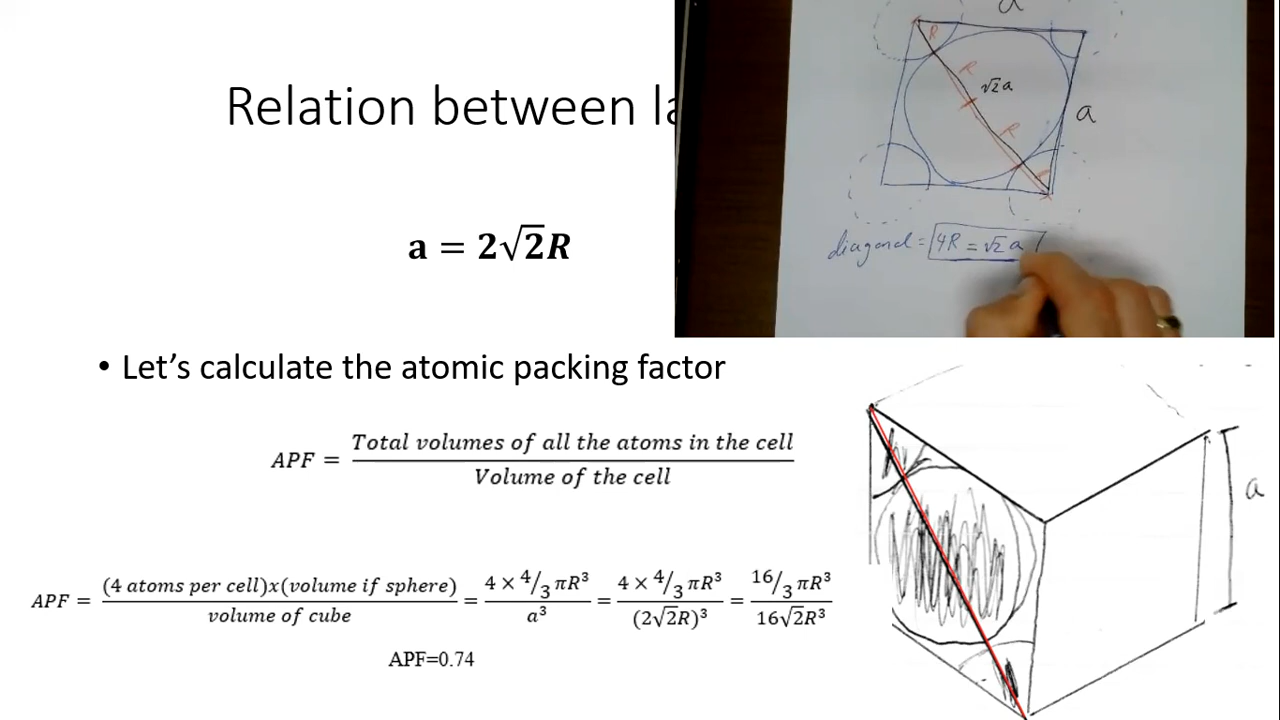 Relation between la
a = 2√2R
• Let's calculate the atomic packing factor
APF = Total volumes of all the atoms in the cell / Volume of the cell
APF = (4 atoms per cell)x(volume if sphere) / volume of cube = 4 × 4/3 πR³ / a³ = 4 × 4/3 πR³ / (2√2R)³ = 16/3 πR³ / 16√2R³
APF=0.74
a
R
R
√2a
R
a
diagonal = 4R = √2 a
a